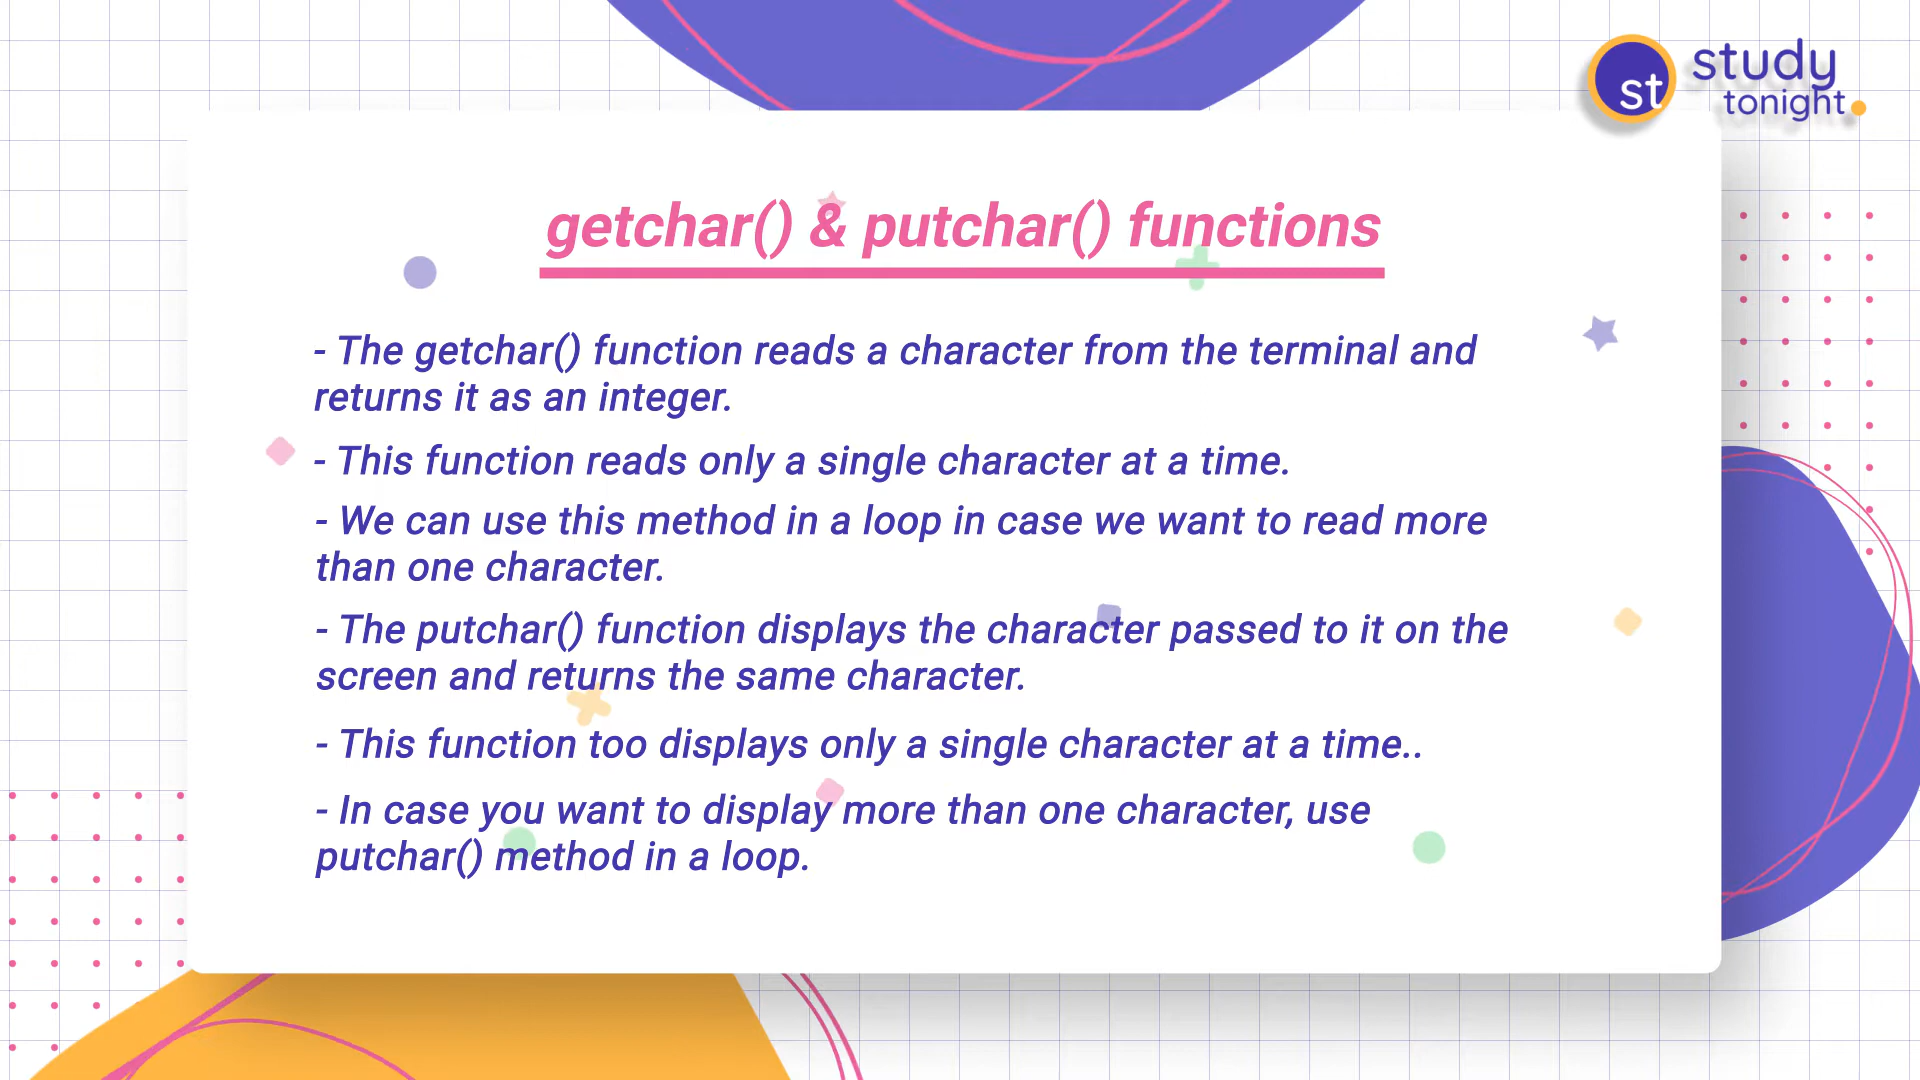 st study
tonight
getchar() & putchar() functions
- The getchar() function reads a character from the terminal and
returns it as an integer.
- This function reads only a single character at a time.
- We can use this method in a loop in case we want to read more
than one character.
- The putchar() function displays the character passed to it on the
screen and returns the same character.
- This function too displays only a single character at a time..
- In case you want to display more than one character, use
putchar() method in a loop.